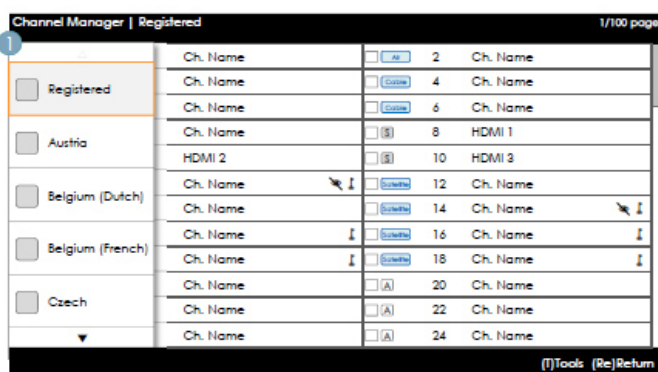 Channel Manager | Registered 1/100 page
1
Registered
Austria
Belgium (Dutch)
Belgium (French)
Czech
▼
Ch. Name Air 2 Ch. Name
Ch. Name Cable 4 Ch. Name
Ch. Name Cable 6 Ch. Name
Ch. Name S 8 HDMI 1
HDMI 2 S 10 HDMI 3
Ch. Name Satellite 12 Ch. Name
Ch. Name Satellite 14 Ch. Name
Ch. Name Satellite 16 Ch. Name
Ch. Name Satellite 18 Ch. Name
Ch. Name A 20 Ch. Name
Ch. Name A 22 Ch. Name
Ch. Name A 24 Ch. Name
(T)Tools (Re)Return